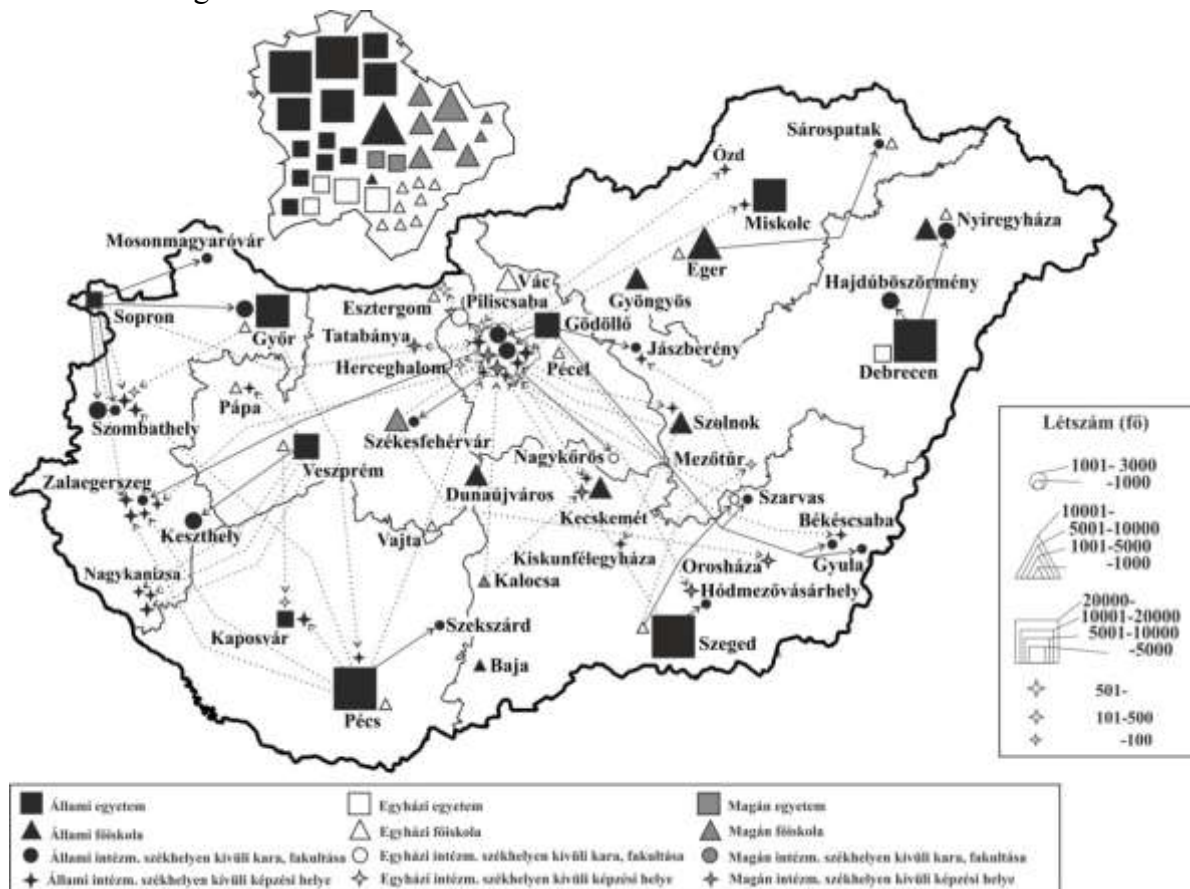 Sárospatak
Ózd
Miskolc
Nyíregyháza
Mosonmagyaróvár
Eger
Vác
Hajdúböszörmény
Esztergom
(Piliscsaba
Gyöngyös
Sopron
Győr
Tatabánya
Gödöllő
Jászberény
Herceghalom
Pécel
Debrecen
Pápa
Szombathely
Székesfehérvár
Szolnok
Veszprém
Nagykőrös
Mezőtúr
Zalaegerszeg
Dunaújváros
Szarvas
Keszthely
Kecskemét
Békéscsaba
Vajta
Kiskunfélegyháza
Gyula
Orosháza
Nagykanizsa
Kalocsa
Hódmezővásárhely
Kaposvár
Szekszárd
Szeged
Baja
Pécs
Létszám (fő)
1001- 3000
-1000
10001-
5001-10000
1001-5000
-1000
20000-
10001-20000
5001-10000
-5000
501-
101-500
-100
Állami egyetem
Egyházi egyetem
Magán egyetem
Állami főiskola
Egyházi főiskola
Magán főiskola
Állami intézm. székhelyen kívüli kara, fakultása
Egyházi intézm. székhelyen kívüli kara, fakultása
Magán intézm. székhelyen kívüli kara, fakultása
Állami intézm. székhelyen kívüli képzési helye
Egyházi intézm. székhelyen kívüli képzési helye
Magán intézm. székhelyen kívüli képzési helye